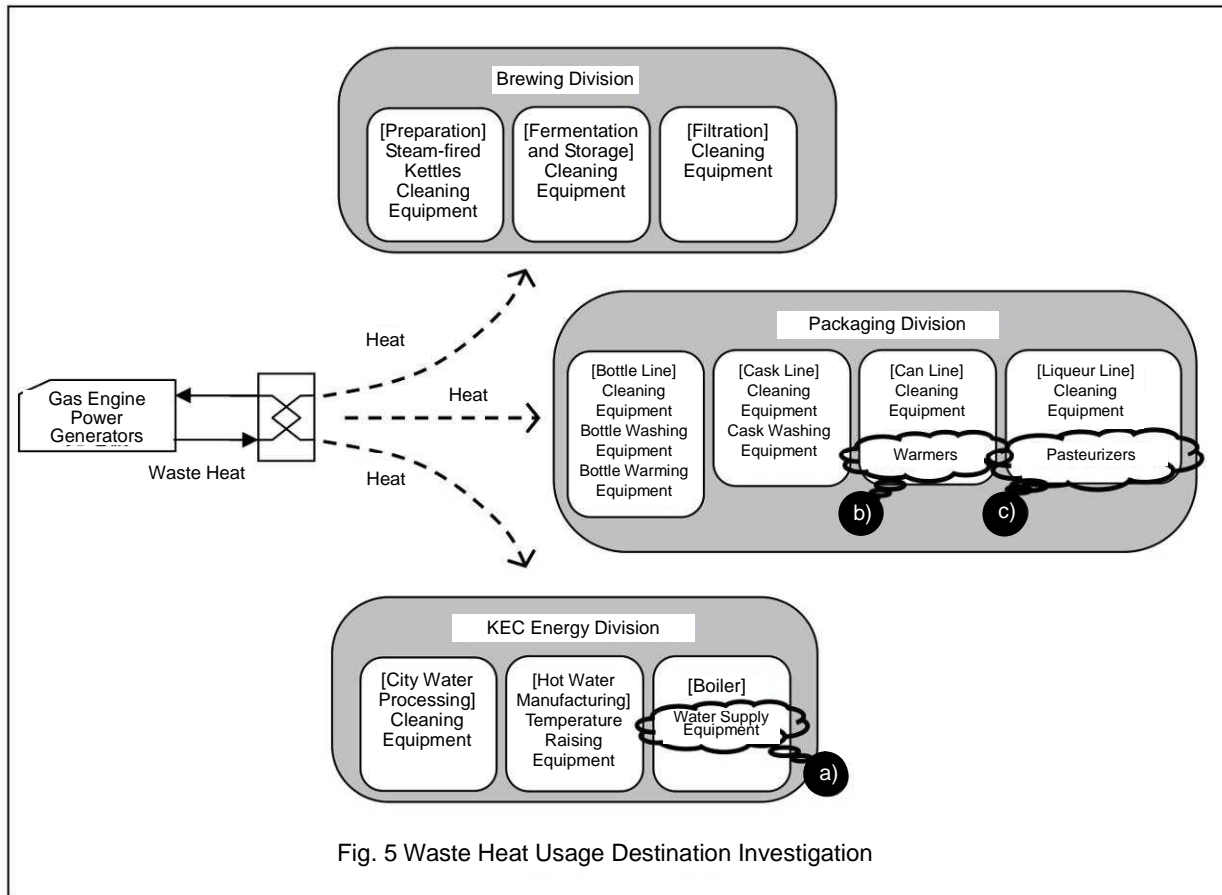 Brewing Division
[Preparation]
Steam-fired
Kettles
Cleaning
Equipment
[Fermentation
and Storage]
Cleaning
Equipment
[Filtration]
Cleaning
Equipment
Heat
Heat
Heat
Gas Engine
Power
Generators
Waste Heat
Packaging Division
[Bottle Line]
Cleaning
Equipment
Bottle Washing
Equipment
Bottle Warming
Equipment
[Cask Line]
Cleaning
Equipment
Cask Washing
Equipment
[Can Line]
Cleaning
Equipment
Warmers
b)
[Liqueur Line]
Cleaning
Equipment
Pasteurizers
c)
KEC Energy Division
[City Water
Processing]
Cleaning
Equipment
[Hot Water
Manufacturing]
Temperature
Raising
Equipment
[Boiler]
Water Supply
Equipment
a)
Fig. 5 Waste Heat Usage Destination Investigation